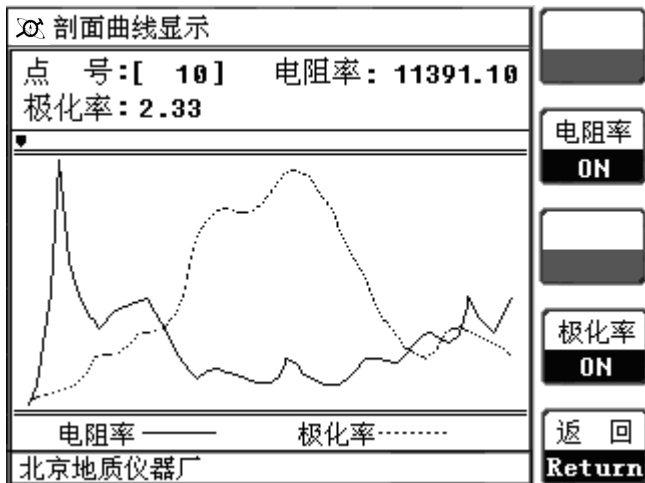 剖面曲线显示
点 号:[ 10] 电阻率: 11391.10
极化率: 2.33
电阻率
ON
极化率
ON
电阻率 极化率
返 回
Return
北京地质仪器厂